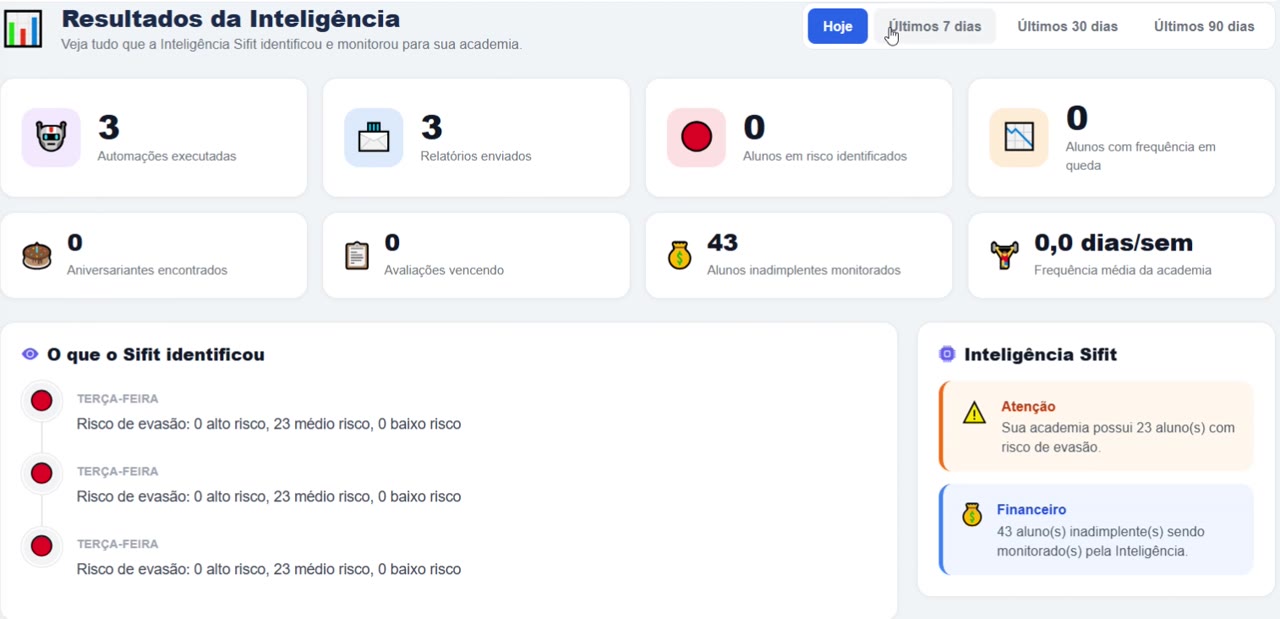 Resultados da Inteligência
Veja tudo que a Inteligência Sifit identificou e monitorou para sua academia.
Hoje
Últimos 7 dias
Últimos 30 dias
Últimos 90 dias
3
Automações executadas
3
Relatórios enviados
0
Alunos em risco identificados
0
Alunos com frequência em
queda
0
Aniversariantes encontrados
0
Avaliações vencendo
43
Alunos inadimplentes monitorados
0,0 dias/sem
Frequência média da academia
O que o Sifit identificou
TERÇA-FEIRA
Risco de evasão: 0 alto risco, 23 médio risco, 0 baixo risco
TERÇA-FEIRA
Risco de evasão: 0 alto risco, 23 médio risco, 0 baixo risco
TERÇA-FEIRA
Risco de evasão: 0 alto risco, 23 médio risco, 0 baixo risco
Inteligência Sifit
Atenção
Sua academia possui 23 aluno(s) com
risco de evasão.
Financeiro
43 aluno(s) inadimplente(s) sendo
monitorado(s) pela Inteligência.